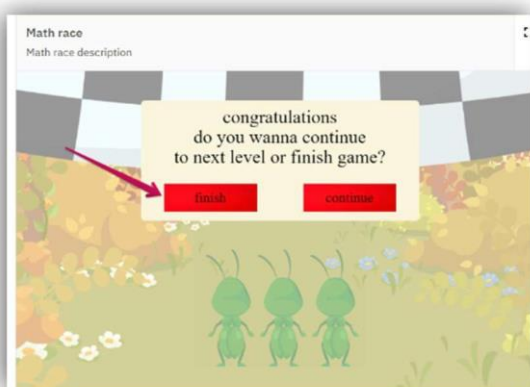 Math race
Math race description
congratulations
do you wanna continue
to next level or finish game?
finish
continue